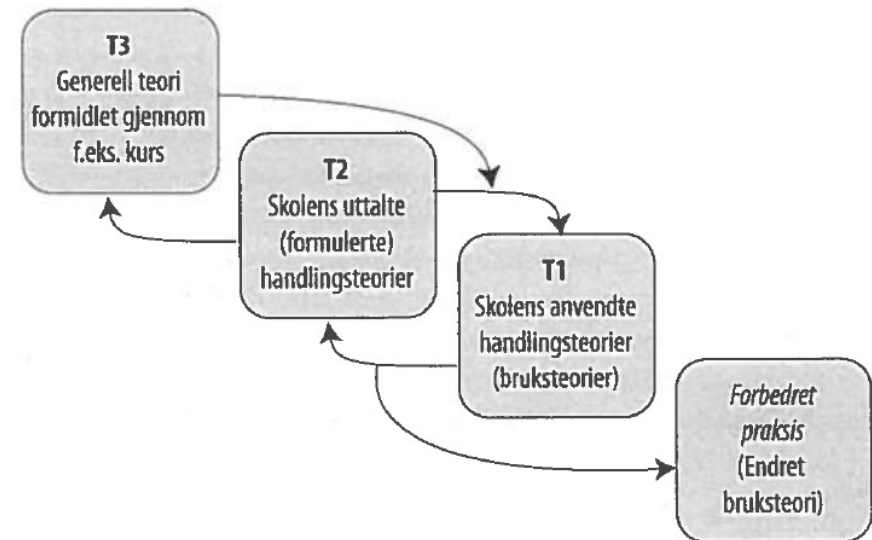 T3
Generell teori
formidlet gjennom
f.eks. kurs
T2
Skolens uttalte
(formulerte)
handlingsteorier
T1
Skolens anvendte
handlingsteorier
(bruksteorier)
Forbedret
praksis
(Endret
bruksteori)